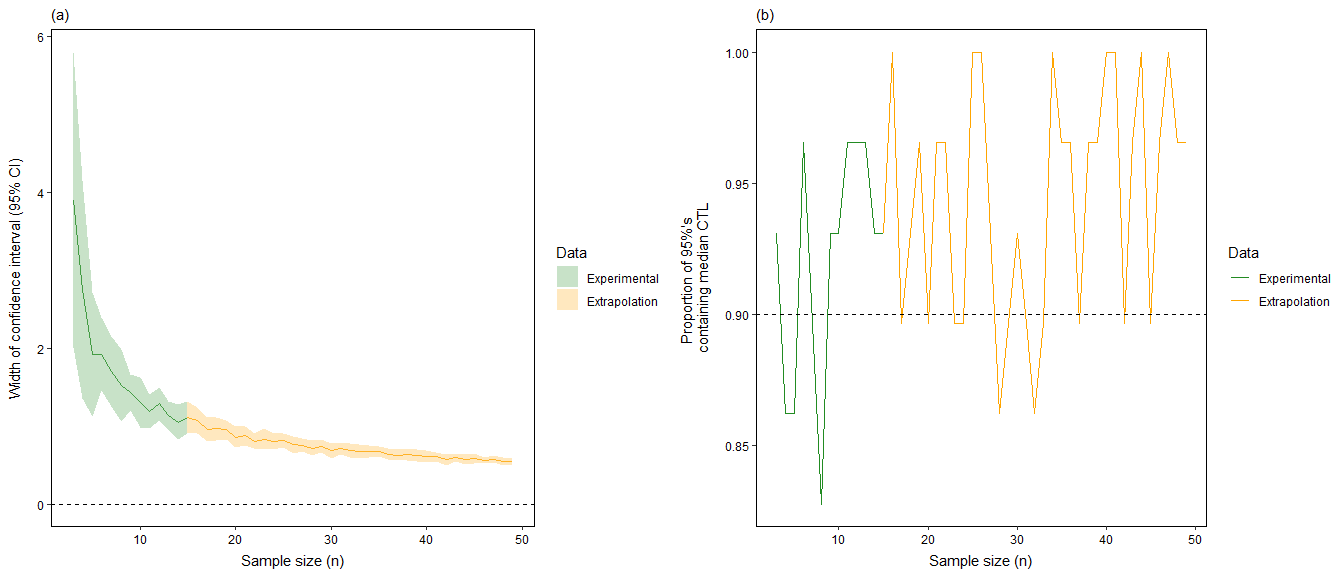 (a)
Width of confidence interval (95% CI)
6
4
2
0
10
20
30
40
50
Sample size (n)
Data
Experimental
Extrapolation
(b)
Proportion of 95%'s
containing median CTL
1.00
0.95
0.90
0.85
10
20
30
40
50
Sample size (n)
Data
Experimental
Extrapolation